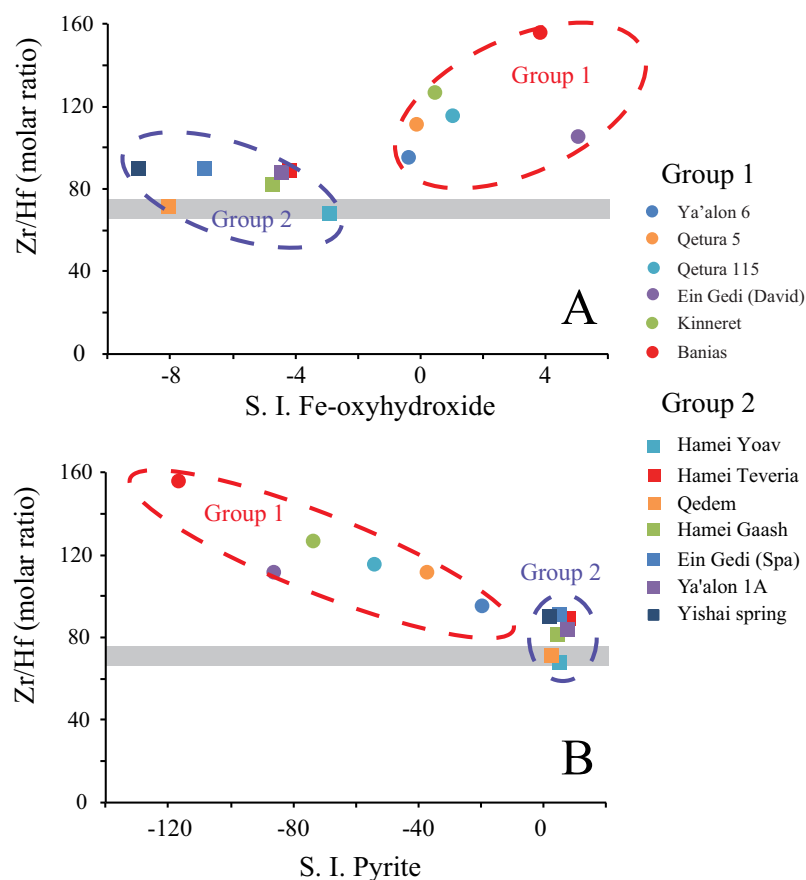 160
120
80
40
0
Zr/Hf (molar ratio)
Group 1
Group 2
A
-8
-4
0
4
S. I. Fe-oxyhydroxide
160
120
80
40
0
Zr/Hf (molar ratio)
Group 1
Group 2
B
-120
-80
-40
0
S. I. Pyrite
Group 1
Ya'alon 6
Qetura 5
Qetura 115
Ein Gedi (David)
Kinneret
Banias
Group 2
Hamei Yoav
Hamei Teveria
Qedem
Hamei Gaash
Ein Gedi (Spa)
Ya'alon 1A
Yishai spring